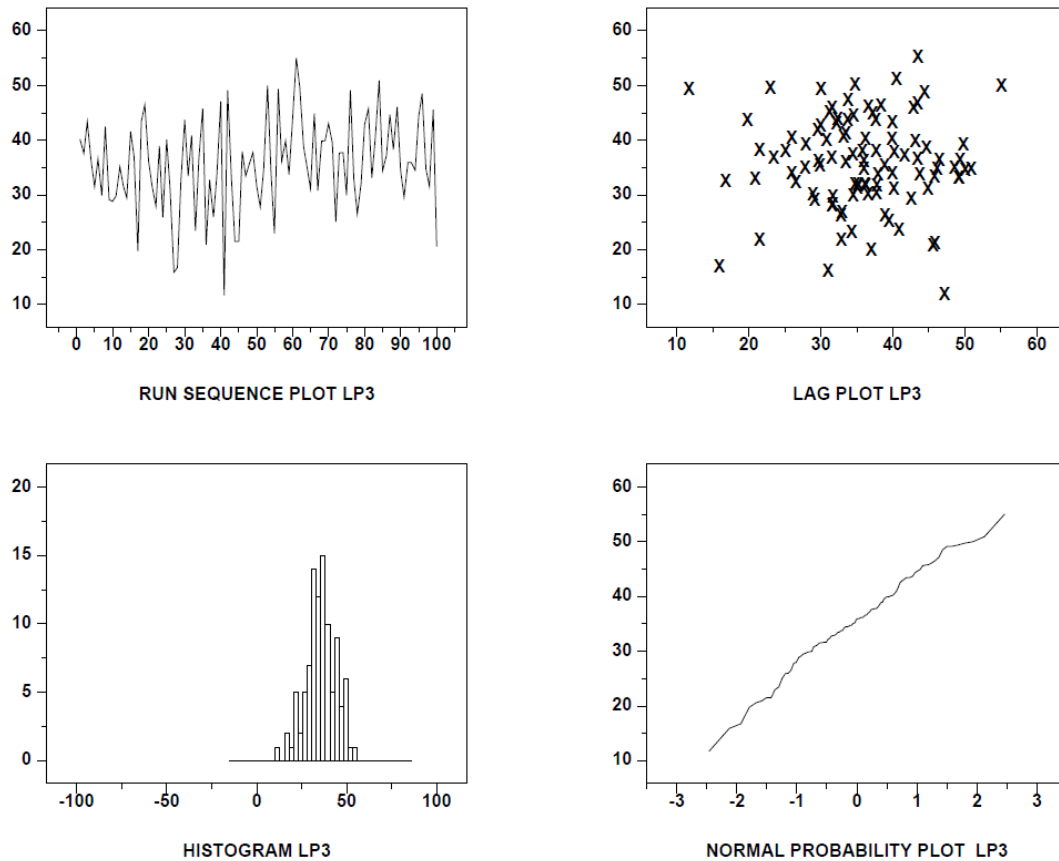 60
50
40
30
20
10
0 10 20 30 40 50 60 70 80 90 100
RUN SEQUENCE PLOT LP3
60
50
40
30
20
10
10 20 30 40 50 60
LAG PLOT LP3
20
15
10
5
0
-100 -50 0 50 100
HISTOGRAM LP3
60
50
40
30
20
10
-3 -2 -1 0 1 2 3
NORMAL PROBABILITY PLOT LP3